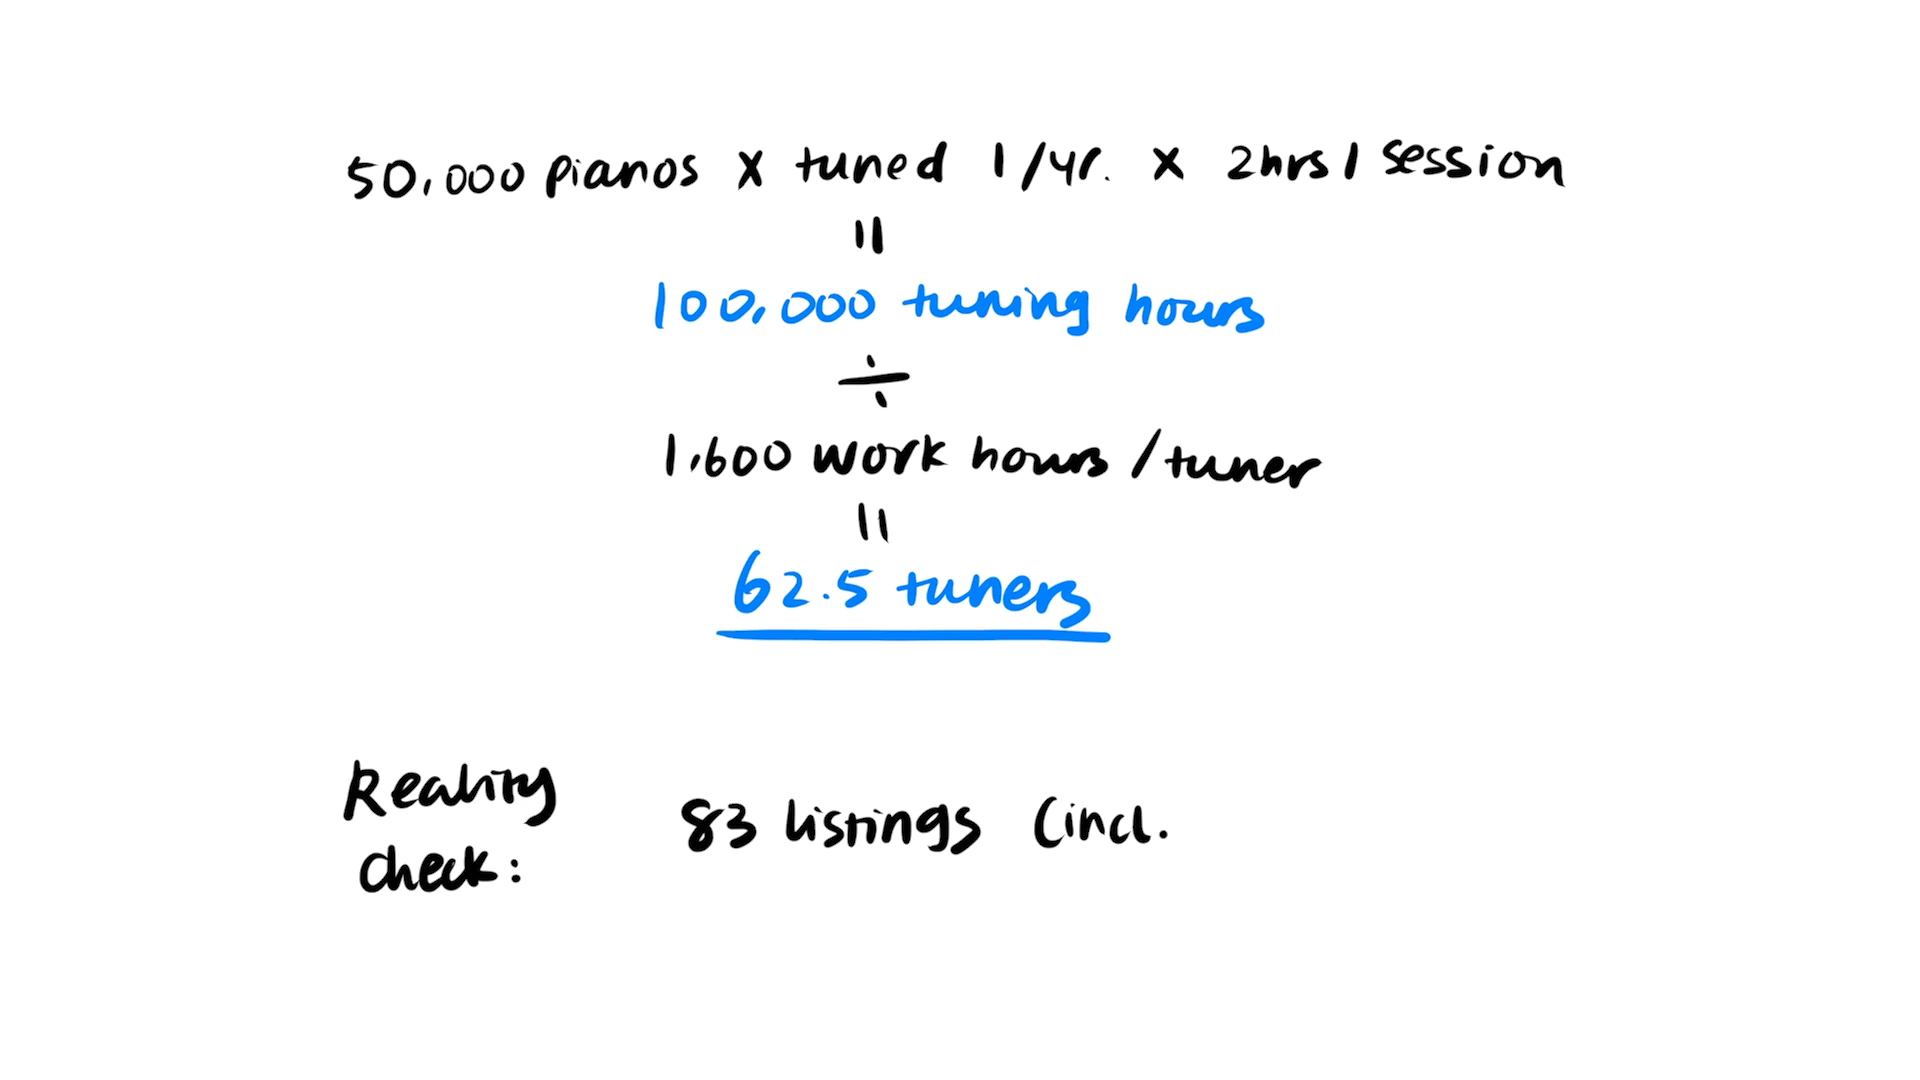 50,000 pianos x tuned 1/yr. x 2hrs/session
=
100,000 tuning hours
÷
1,600 work hours/tuner
=
62.5 tuners
Reality
check:
83 listings (incl.